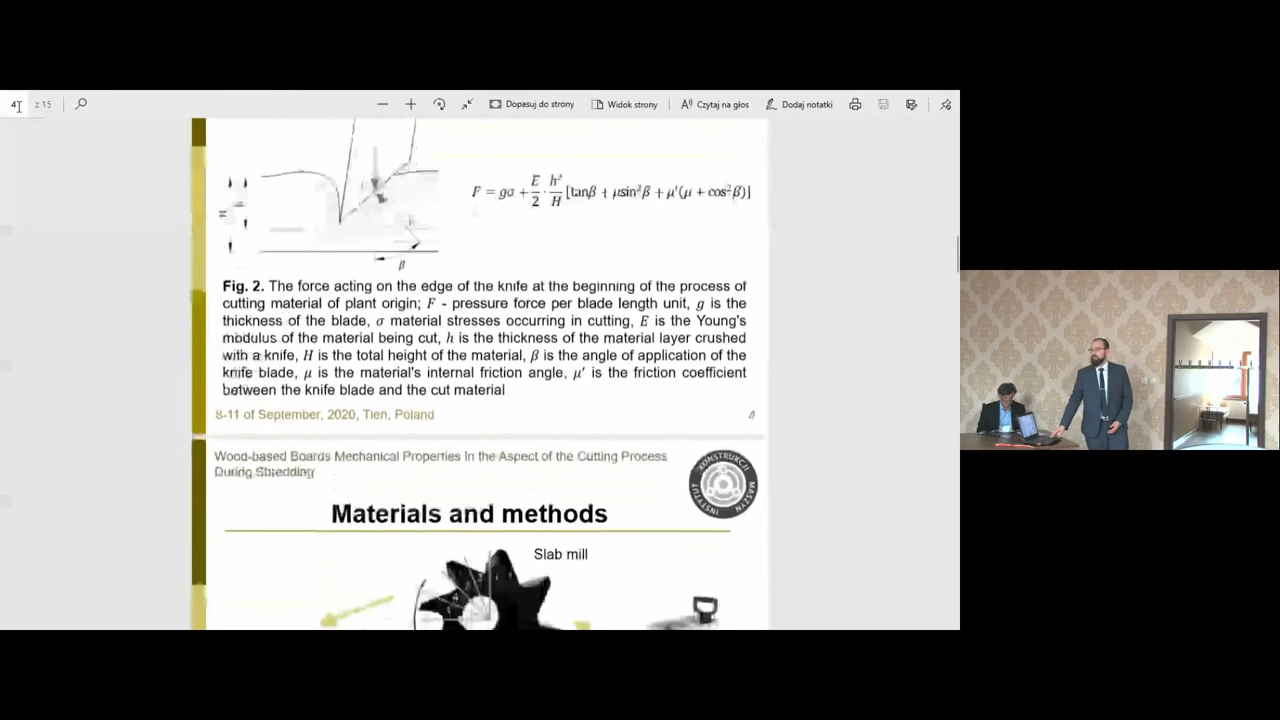 4 z 15 Dopasuj do strony Widok strony Czytaj na głos Dodaj notatki
F = gσ + E/2 · h²/H [tanβ + μsin²β + μ′(μ + cos²β)]
H
β
Fig. 2. The force acting on the edge of the knife at the beginning of the process of
cutting material of plant origin; F - pressure force per blade length unit, g is the
thickness of the blade, σ material stresses occurring in cutting, E is the Young's
modulus of the material being cut, h is the thickness of the material layer crushed
with a knife, H is the total height of the material, β is the angle of application of the
knife blade, μ is the material's internal friction angle, μ′ is the friction coefficient
between the knife blade and the cut material
8-11 of September, 2020, Tien, Poland 4
Wood-based Boards Mechanical Properties In the Aspect of the Cutting Process
During Shredding
INSTYTUT KONSTRUKCJI MASZYN
Materials and methods
Slab mill